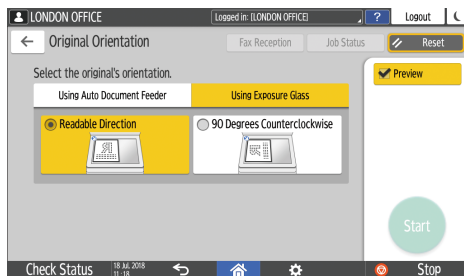 LONDON OFFICE
Logged in: [LONDON OFFICE]
?
Logout
Original Orientation
Fax Reception
Job Status
Reset
Select the original's orientation.
Preview
Using Auto Document Feeder
Using Exposure Glass
Readable Direction
90 Degrees Counterclockwise
Start
Check Status
18 Jul. 2018
11:18
Stop